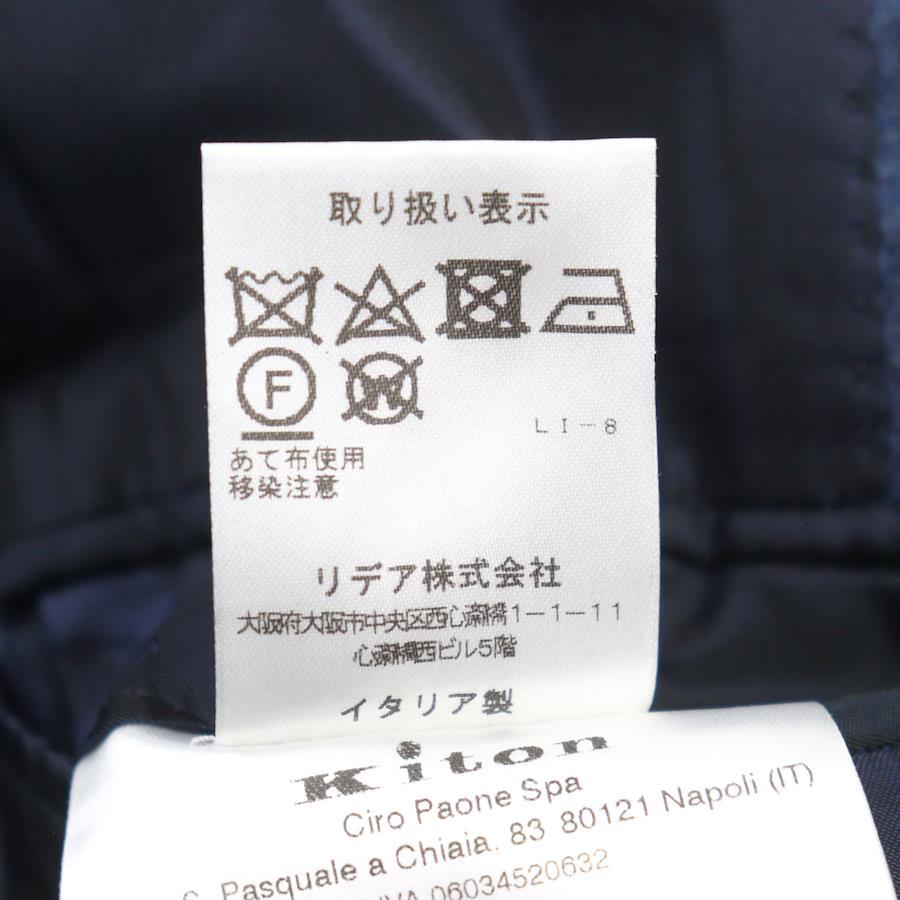 取り扱い表示
F W
LI-8
あて布使用
移染注意
リデア株式会社
大阪府大阪市中央区西心斎橋1-1-11
心斎橋西ビル5階
イタリア製
Kiton
Ciro Paone Spa
Pasquale a Chiaia, 83 80121 Napoli (IT)
06034520632